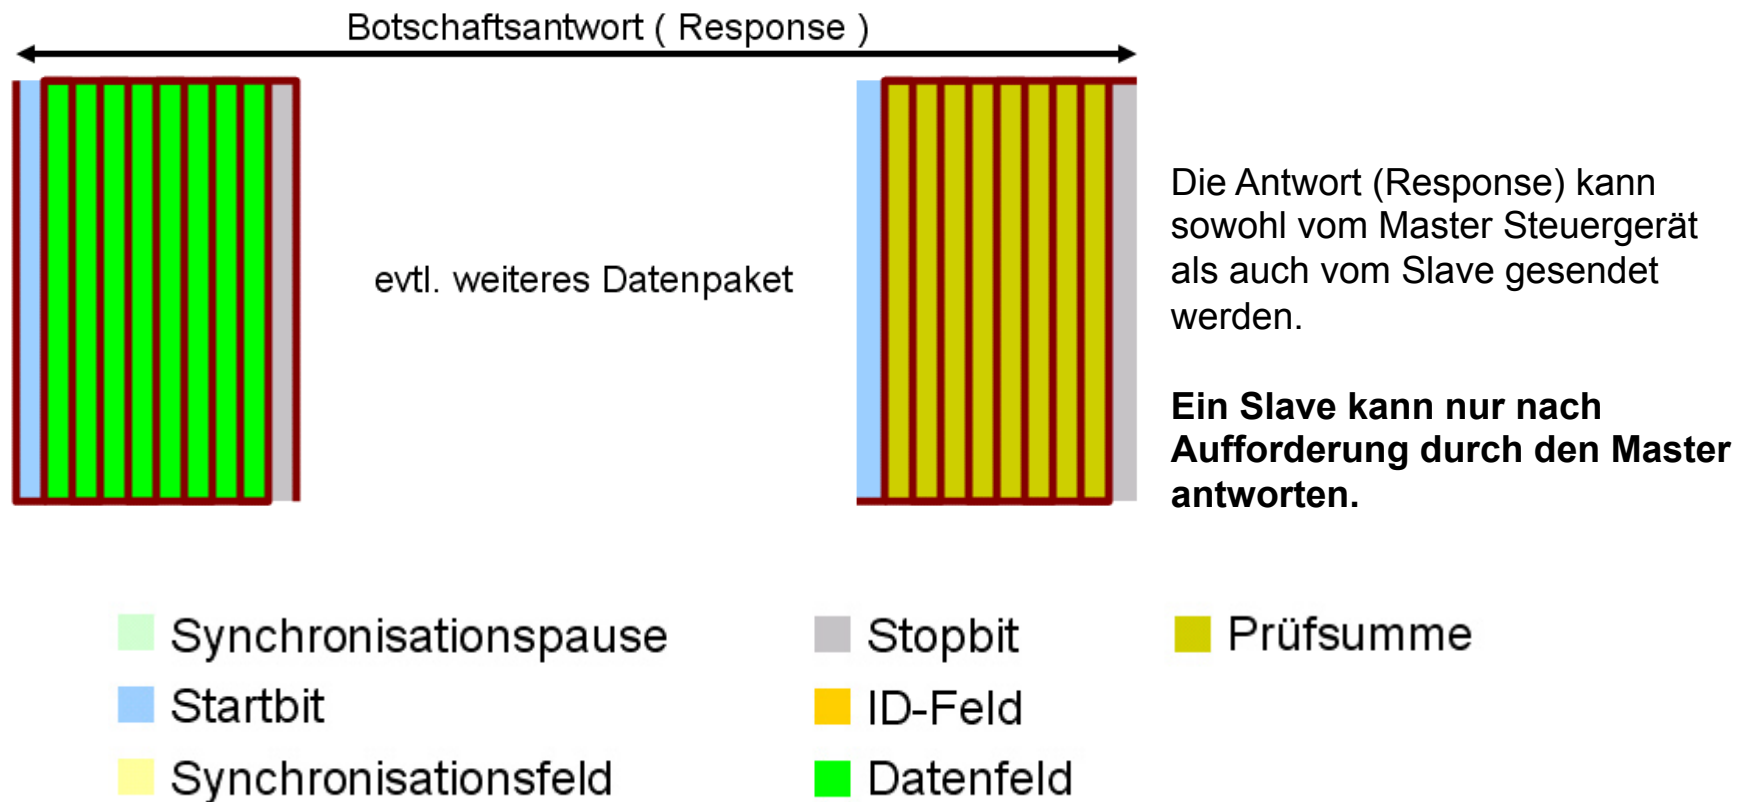 Botschaftsantwort ( Response )
evtl. weiteres Datenpaket
Die Antwort (Response) kann
sowohl vom Master Steuergerät
als auch vom Slave gesendet
werden.
Ein Slave kann nur nach
Aufforderung durch den Master
antworten.
Synchronisationspause
Stopbit
Prüfsumme
Startbit
ID-Feld
Synchronisationsfeld
Datenfeld